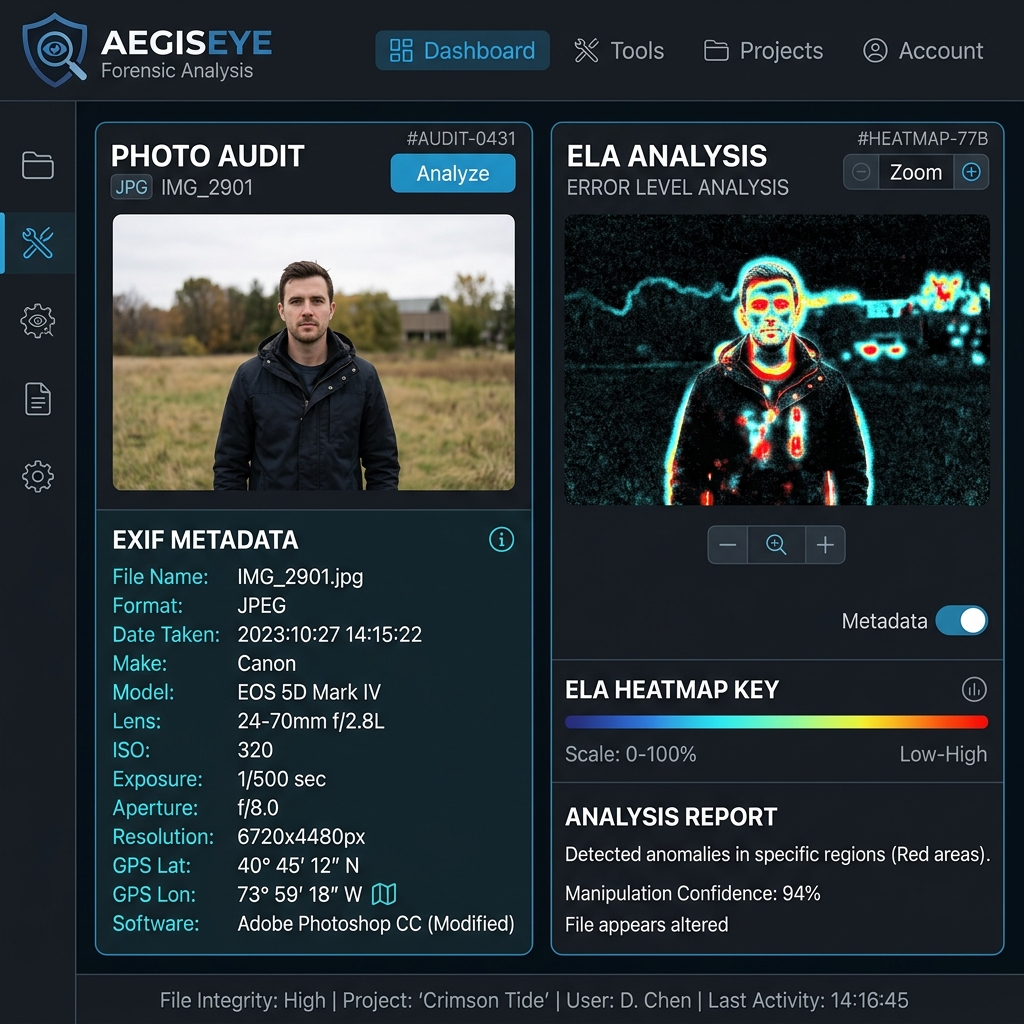 AEGISEYE
Forensic Analysis
Dashboard
Tools
Projects
Account
#AUDIT-0431
PHOTO AUDIT
Analyze
JPG IMG_2901
EXIF METADATA
File Name: IMG_2901.jpg
Format: JPEG
Date Taken: 2023:10:27 14:15:22
Make: Canon
Model: EOS 5D Mark IV
Lens: 24-70mm f/2.8L
ISO: 320
Exposure: 1/500 sec
Aperture: f/8.0
Resolution: 6720x4480px
GPS Lat: 40° 45′ 12″ N
GPS Lon: 73° 59′ 18″ W
Software: Adobe Photoshop CC (Modified)
#HEATMAP-77B
ELA ANALYSIS
Zoom
ERROR LEVEL ANALYSIS
Metadata
ELA HEATMAP KEY
Scale: 0-100%
Low-High
ANALYSIS REPORT
Detected anomalies in specific regions (Red areas).
Manipulation Confidence: 94%
File appears altered
File Integrity: High | Project: ‘Crimson Tide’ | User: D. Chen | Last Activity: 14:16:45